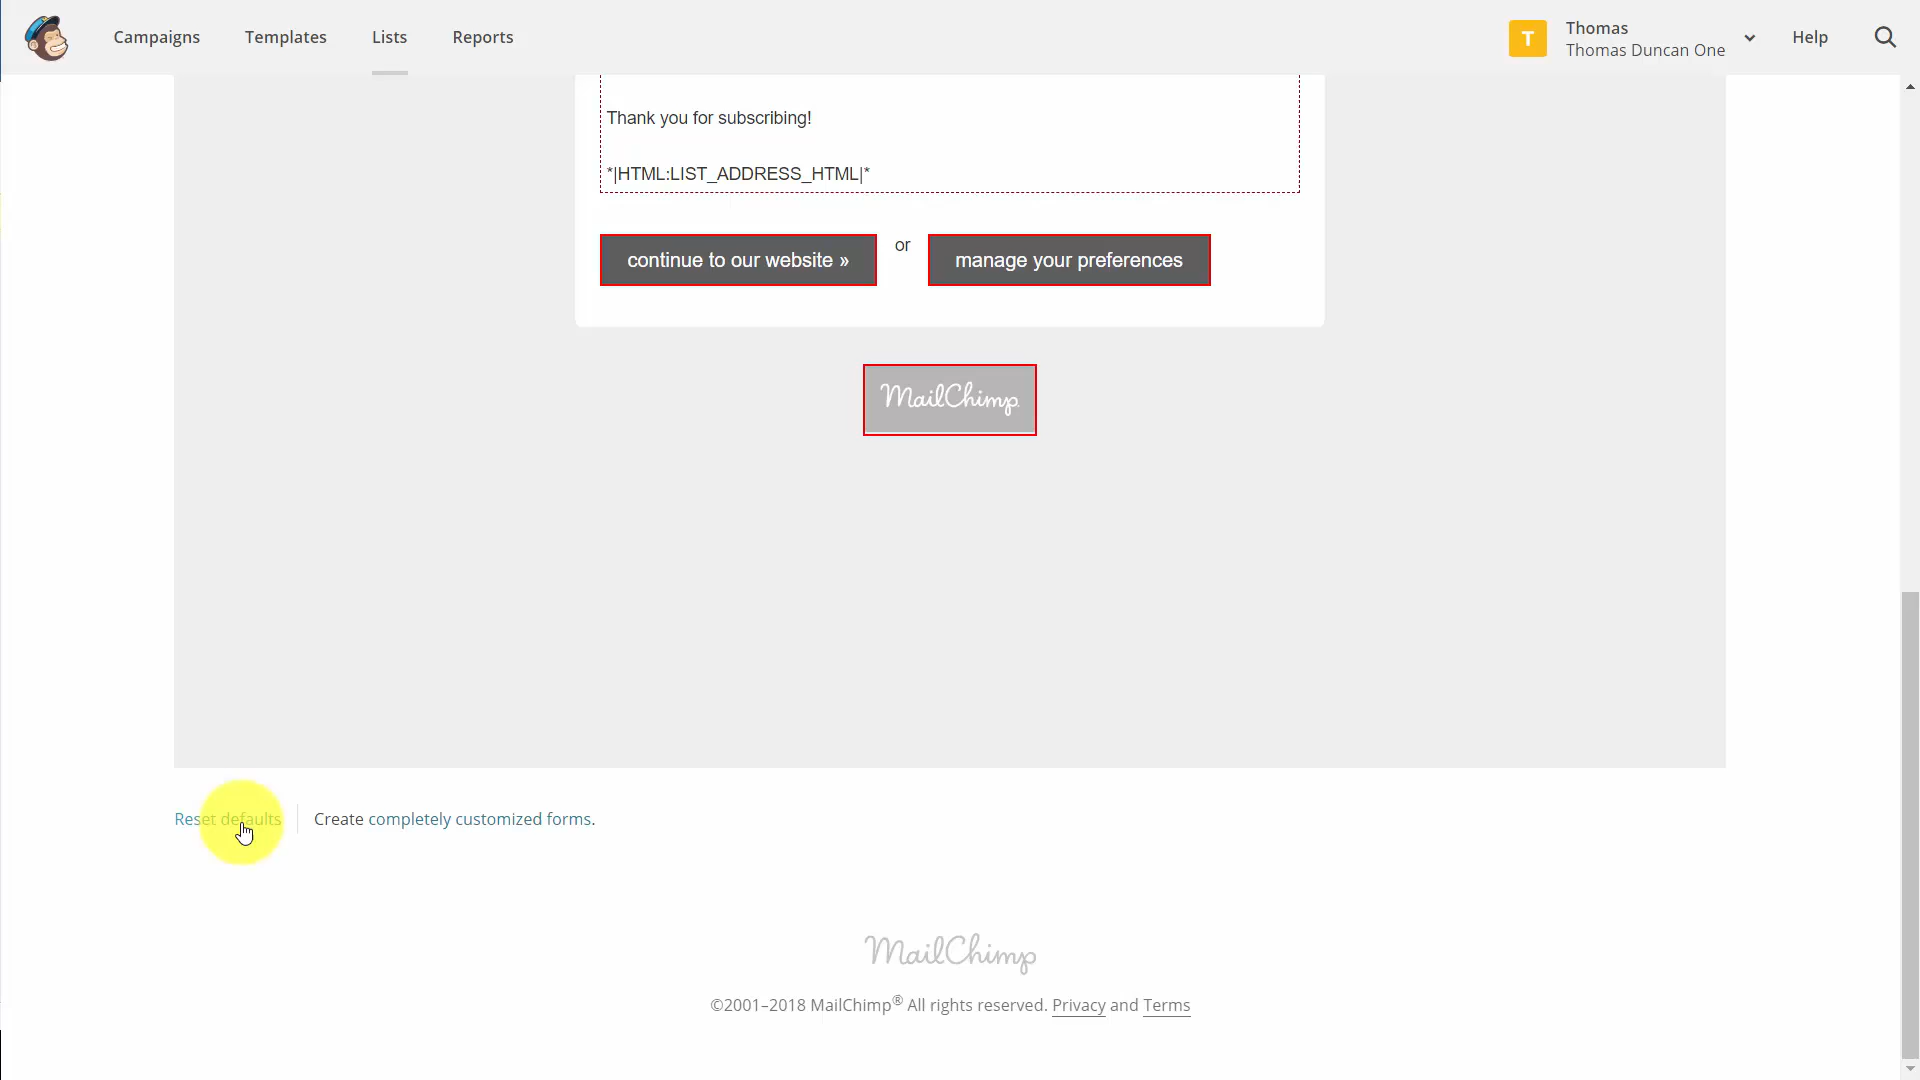 Campaigns Templates Lists Reports
T Thomas
Thomas Duncan One
Help
Thank you for subscribing!
*|HTML:LIST_ADDRESS_HTML|*
continue to our website » or manage your preferences
MailChimp
Reset defaults Create completely customized forms.
MailChimp
©2001–2018 MailChimp® All rights reserved. Privacy and Terms